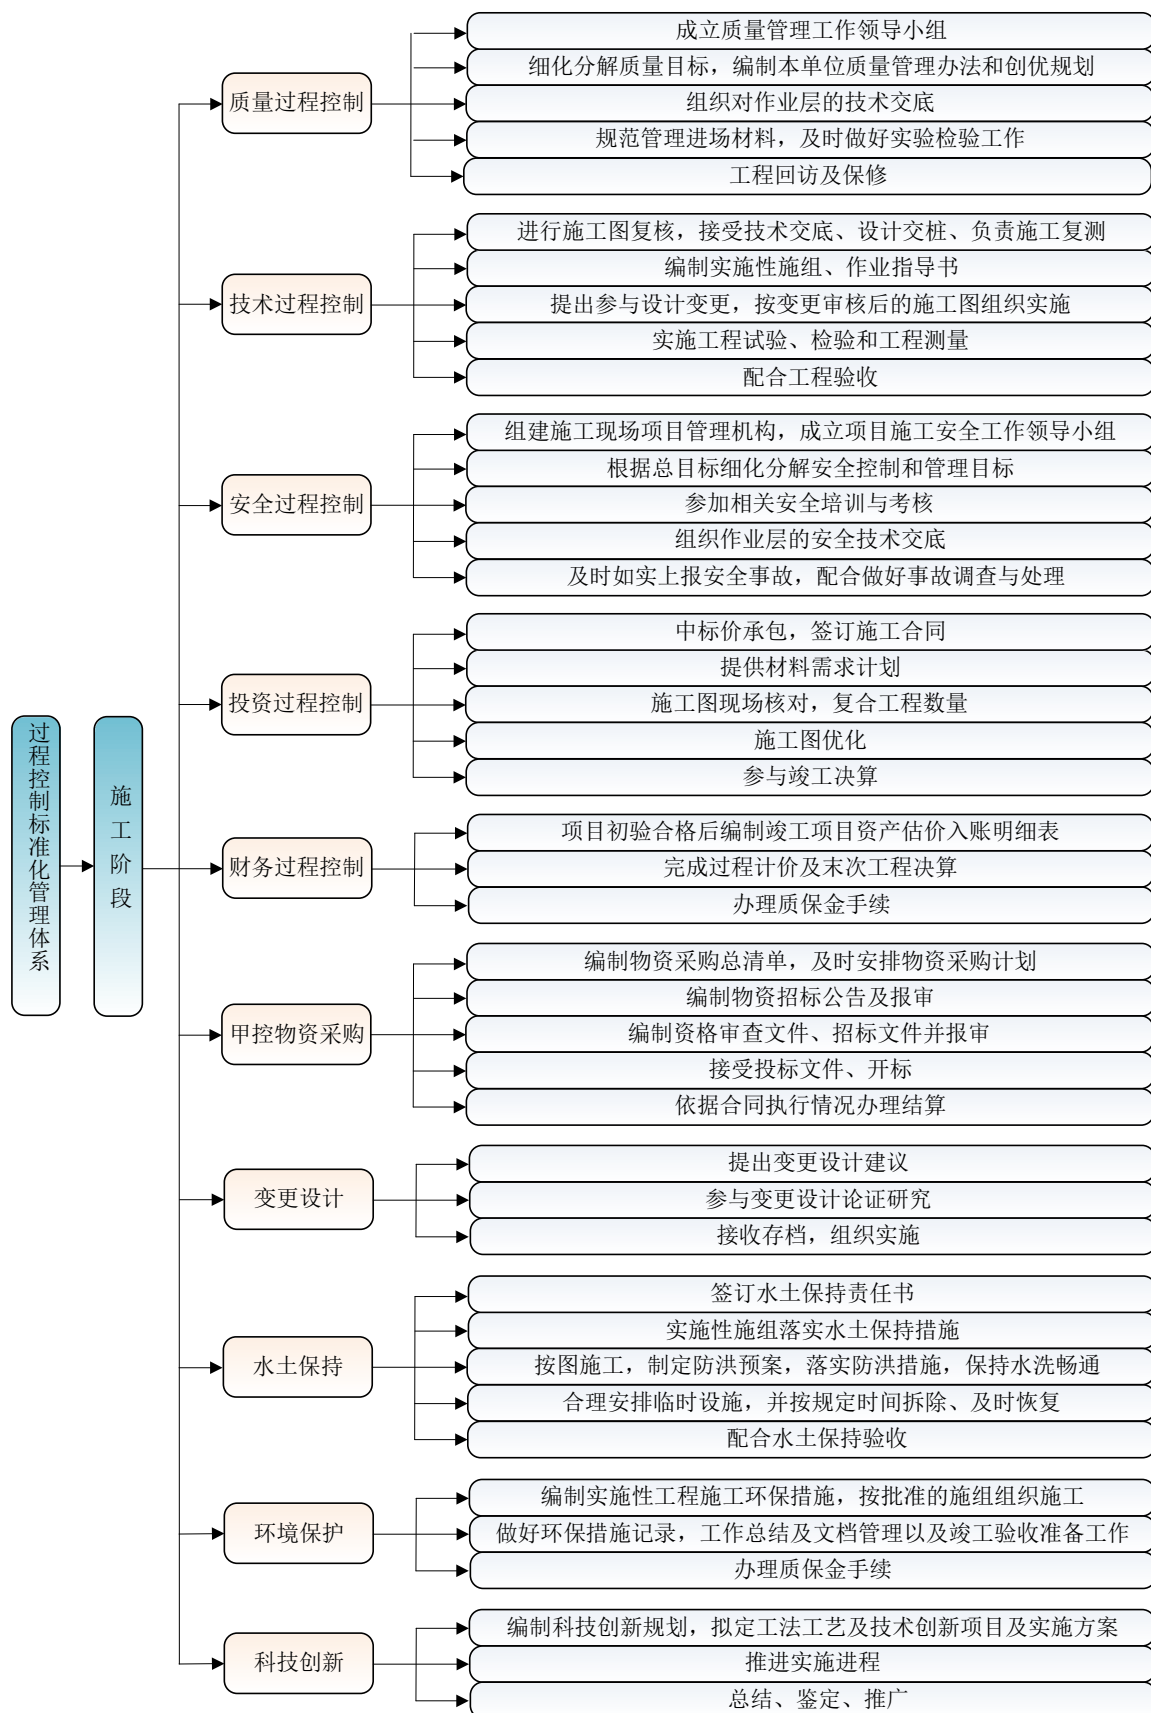 过程控制标准化管理体系
施工阶段
质量过程控制
成立质量管理工作领导小组
细化分解质量目标，编制本单位质量管理办法和创优规划
组织对作业层的技术交底
规范管理进场材料，及时做好实验检验工作
工程回访及保修
技术过程控制
进行施工图复核，接受技术交底、设计交桩、负责施工复测
编制实施性施组、作业指导书
提出参与设计变更，按变更审核后的施工图组织实施
实施工程试验、检验和工程测量
配合工程验收
安全过程控制
组建施工现场项目管理机构，成立项目施工安全工作领导小组
根据总目标细化分解安全控制和管理目标
参加相关安全培训与考核
组织作业层的安全技术交底
及时如实上报安全事故，配合做好事故调查与处理
投资过程控制
中标价承包，签订施工合同
提供材料需求计划
施工图现场核对，复合工程数量
施工图优化
参与竣工决算
财务过程控制
项目初验合格后编制竣工项目资产估价入账明细表
完成过程计价及末次工程决算
办理质保金手续
甲控物资采购
编制物资采购总清单，及时安排物资采购计划
编制物资招标公告及报审
编制资格审查文件、招标文件并报审
接受投标文件、开标
依据合同执行情况办理结算
变更设计
提出变更设计建议
参与变更设计论证研究
接收存档，组织实施
水土保持
签订水土保持责任书
实施性施组落实水土保持措施
按图施工，制定防洪预案，落实防洪措施，保持水洗畅通
合理安排临时设施，并按规定时间拆除、及时恢复
配合水土保持验收
环境保护
编制实施性工程施工环保措施，按批准的施组组织施工
做好环保措施记录，工作总结及文档管理以及竣工验收准备工作
办理质保金手续
科技创新
编制科技创新规划，拟定工法工艺及技术创新项目及实施方案
推进实施进程
总结、鉴定、推广